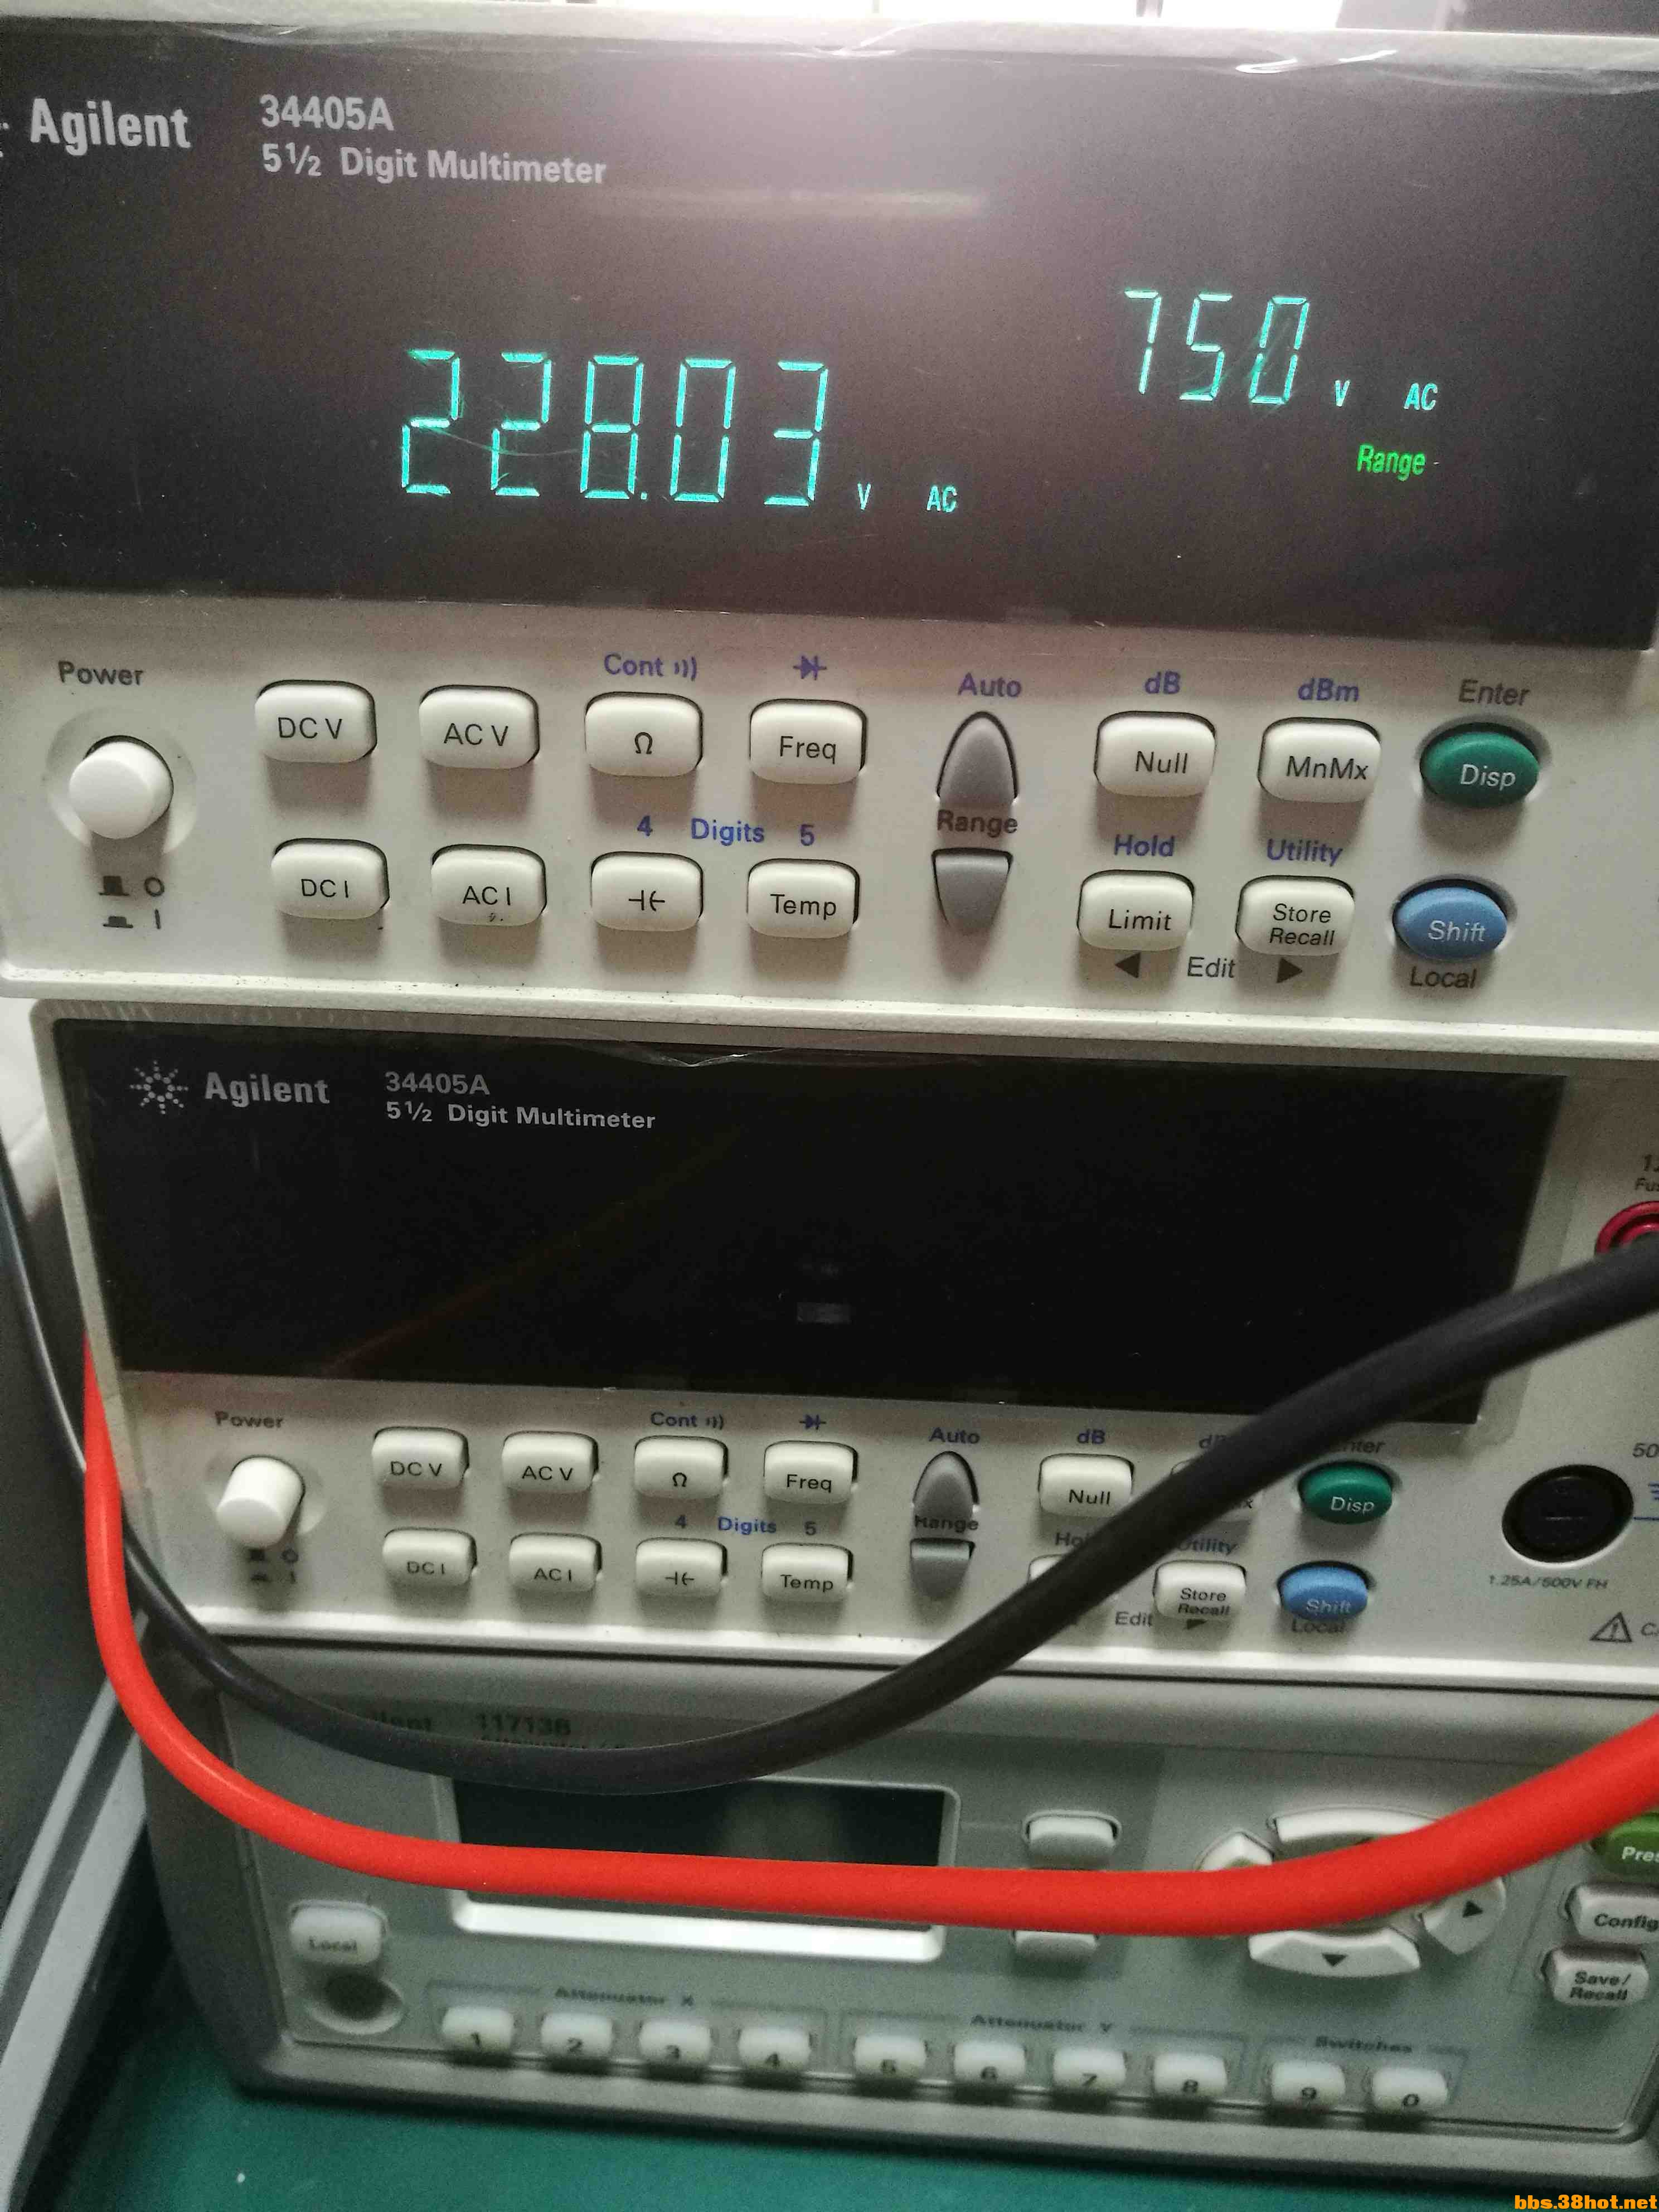 Agilent 34405A
5½ Digit Multimeter
750 V AC
Range
228.03 V AC
Power
Cont
Auto
dB
dBm
Enter
DC V
AC V
Ω
Freq
Null
MnMx
Disp
Range
4 Digits 5
Hold
Utility
DC I
AC I
Temp
Limit
Store
Recall
Shift
Edit
Local
O
I
Agilent 34405A
5½ Digit Multimeter
Power
Cont
Auto
dB
DC V
AC V
Ω
Freq
Null
Disp
4 Digits 5
Range
Utility
DC I
AC I
Temp
Store
Recall
Shift
Edit
Local
1.25A/500V FH
11713B
Local
Config
Save/
Recall
Attenuator X
Attenuator Y
Switches
1 2 3 4 5 6 7 8 9 0
bbs.38hot.net